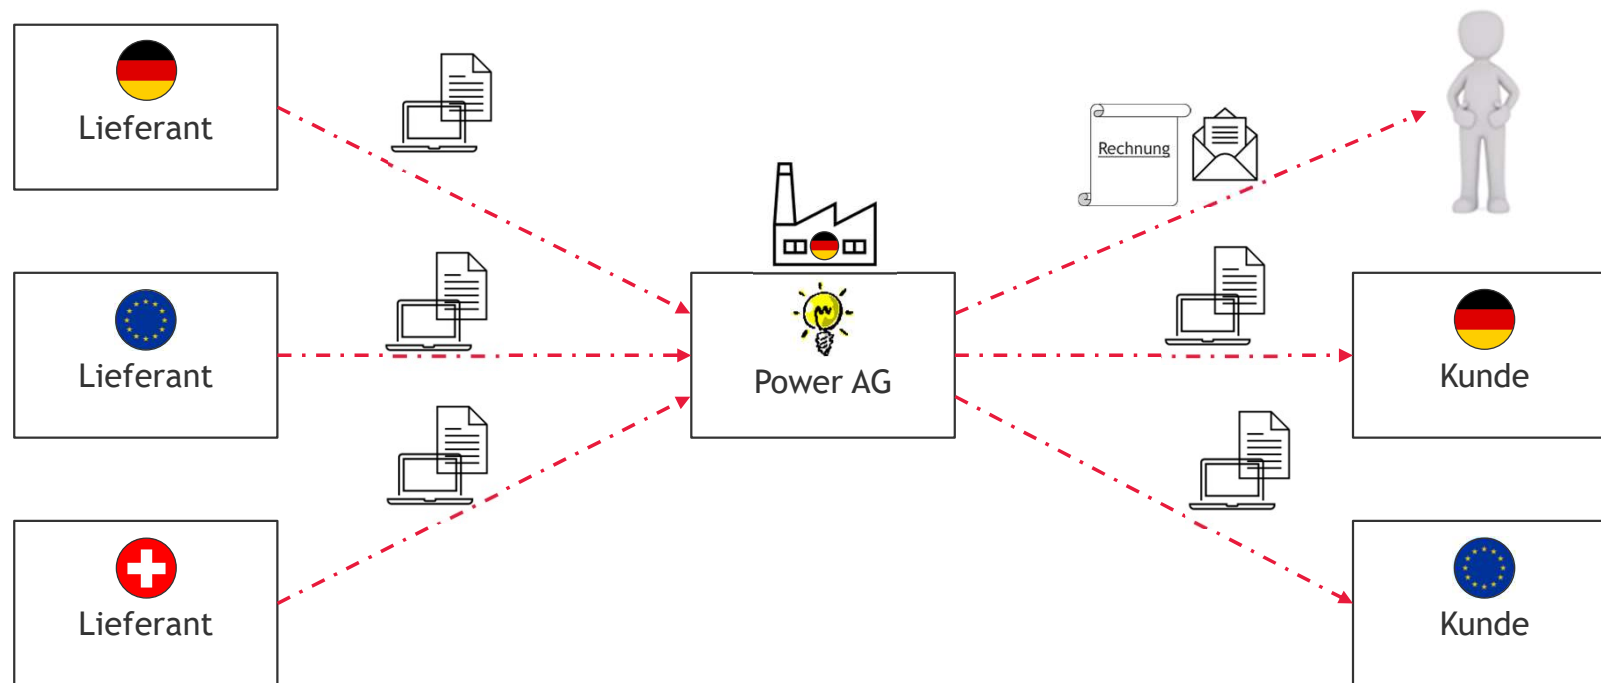 Lieferant
Rechnung
Lieferant
Power AG
Kunde
Lieferant
Kunde